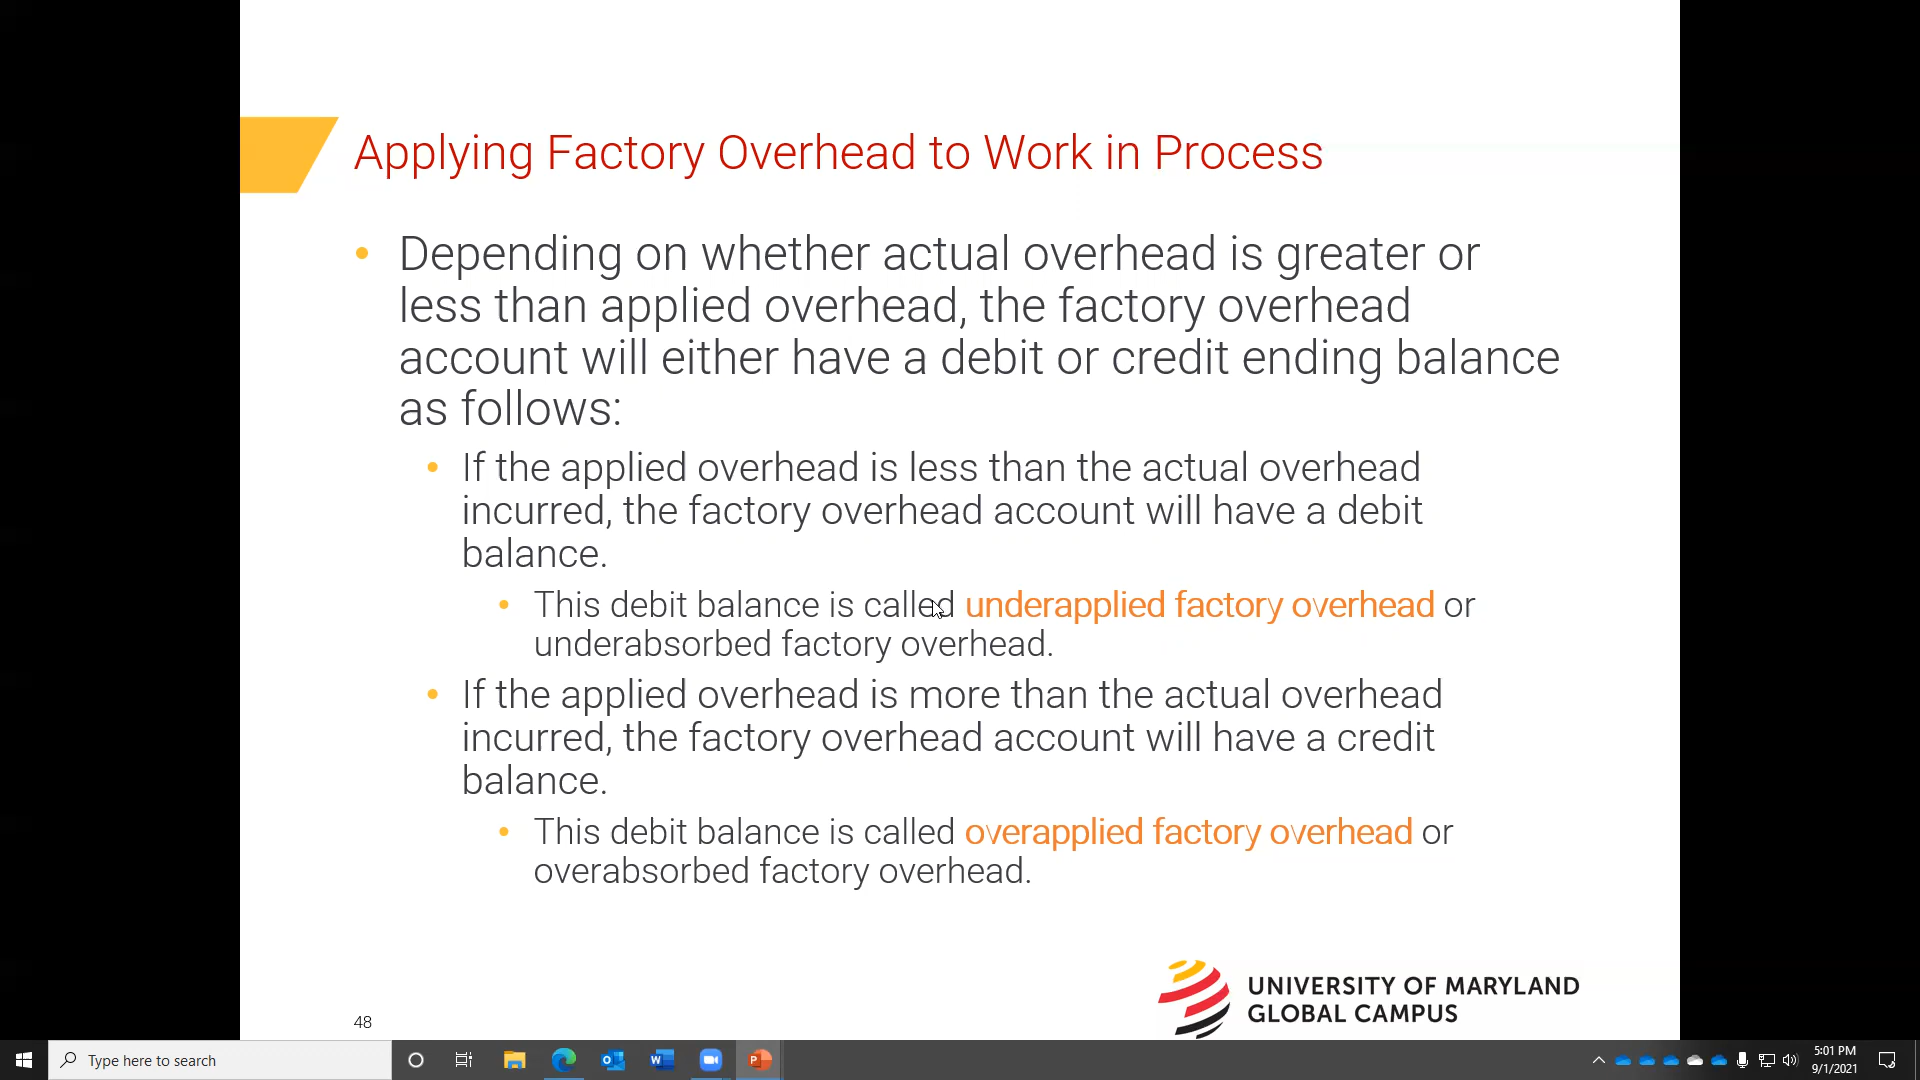 Applying Factory Overhead to Work in Process
• Depending on whether actual overhead is greater or
less than applied overhead, the factory overhead
account will either have a debit or credit ending balance
as follows:
• If the applied overhead is less than the actual overhead
incurred, the factory overhead account will have a debit
balance.
• This debit balance is called underapplied factory overhead or
underabsorbed factory overhead.
• If the applied overhead is more than the actual overhead
incurred, the factory overhead account will have a credit
balance.
• This debit balance is called overapplied factory overhead or
overabsorbed factory overhead.
UNIVERSITY OF MARYLAND
GLOBAL CAMPUS
48
Type here to search
5:01 PM
9/1/2021